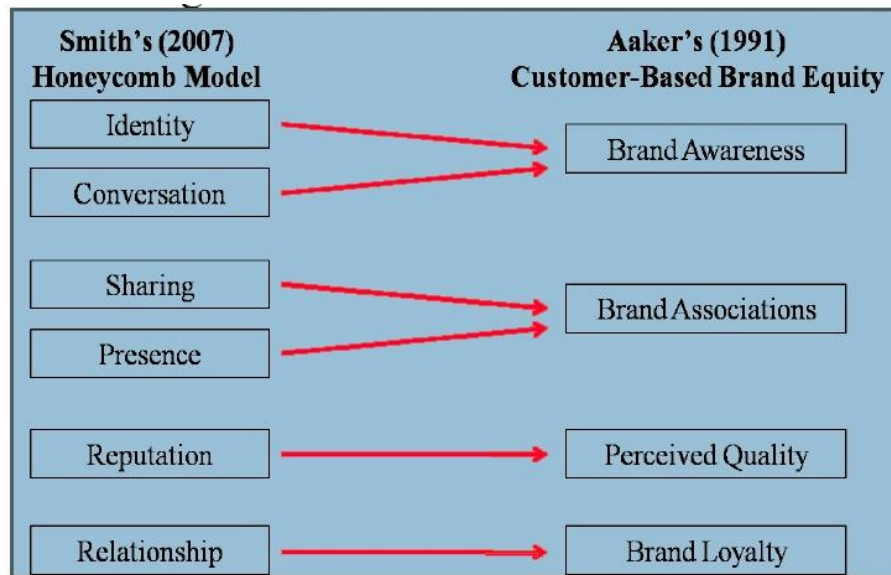 Smith's (2007)
Honeycomb Model
Identity
Conversation
Sharing
Presence
Reputation
Relationship
Aaker's (1991)
Customer-Based Brand Equity
Brand Awareness
Brand Associations
Perceived Quality
Brand Loyalty